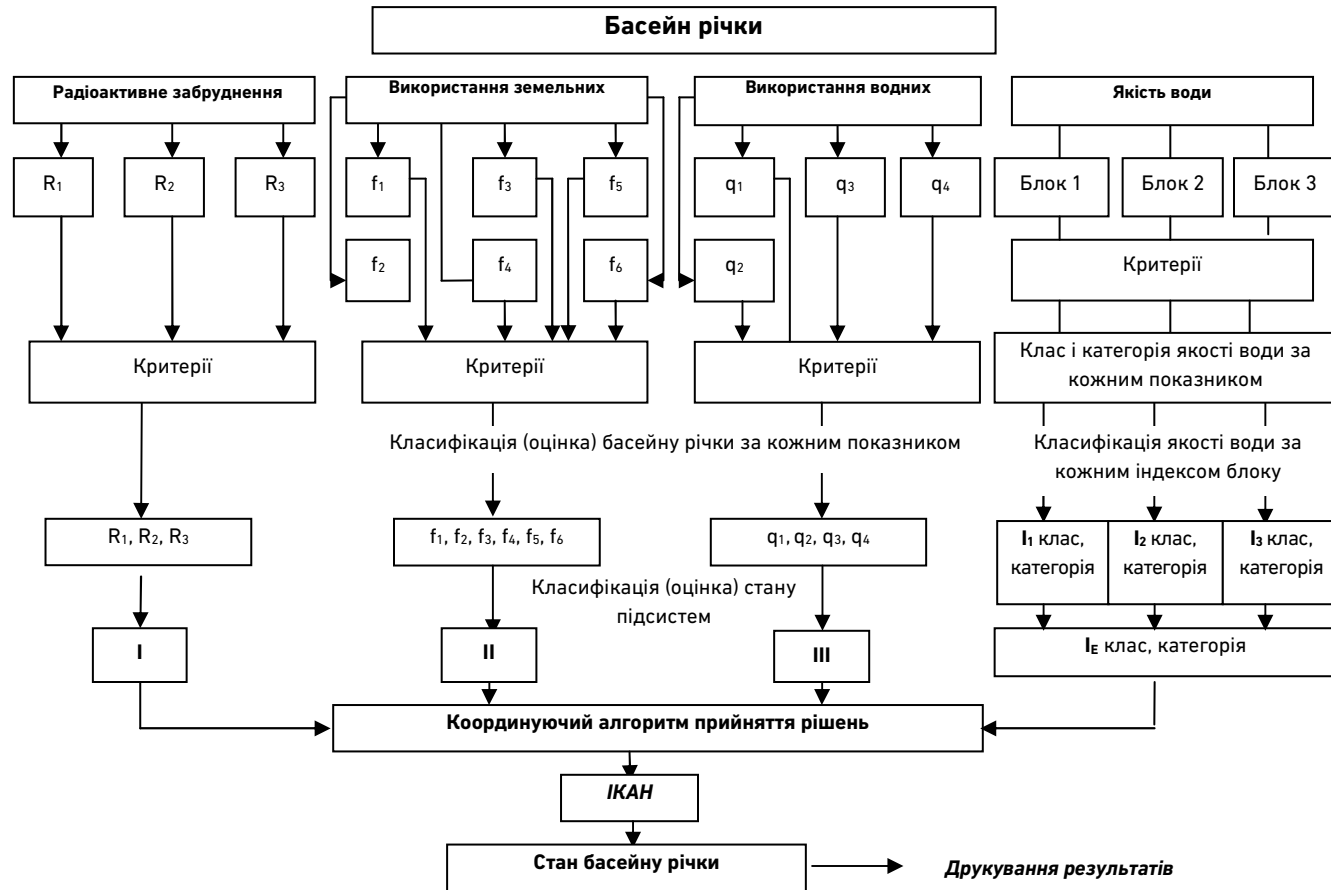 Басейн річки
Радіоактивне забруднення
Використання земельних
Використання водних
Якість води
R₁
R₂
R₃
f₁
f₃
f₅
q₁
q₃
q₄
Блок 1
Блок 2
Блок 3
f₂
f₄
f₆
q₂
Критерії
Критерії
Критерії
Критерії
Клас і категорія якості води за
кожним показником
Класифікація (оцінка) басейну річки за кожним показником
Класифікація якості води за
кожним індексом блоку
R₁, R₂, R₃
f₁, f₂, f₃, f₄, f₅, f₆
q₁, q₂, q₃, q₄
I₁ клас,
категорія
I₂ клас,
категорія
I₃ клас,
категорія
Класифікація (оцінка) стану
підсистем
I
II
III
IЕ клас, категорія
Координуючий алгоритм прийняття рішень
ІКАН
Стан басейну річки
Друкування результатів